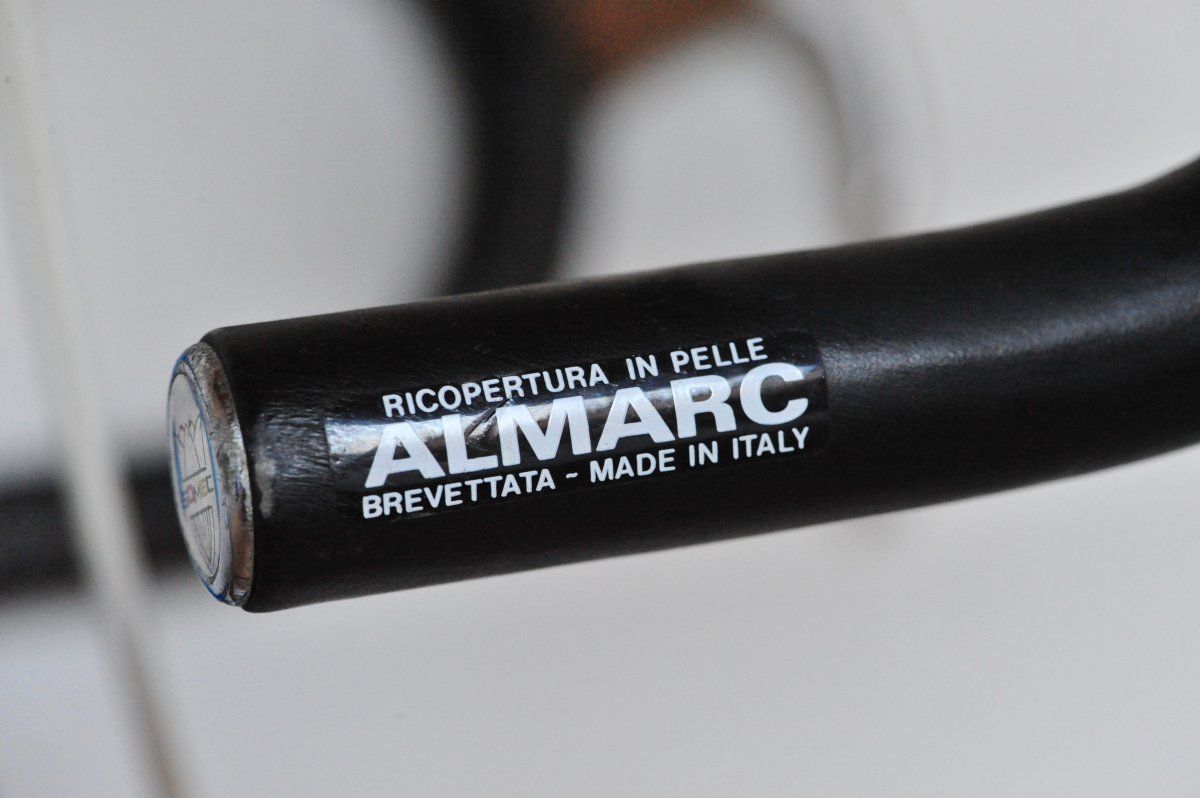 RICOPERTURA IN PELLE
ALMARC
BREVETTATA ~ MADE IN ITALY